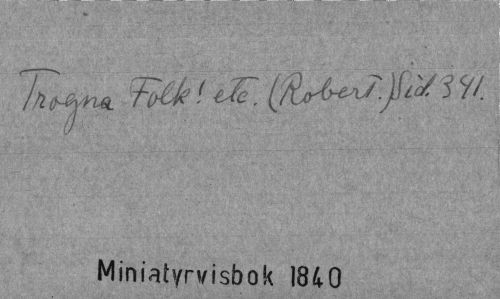 Trogna Folk! etc. (Robert.) Sid. 341.
Miniatyrvisbok 1840